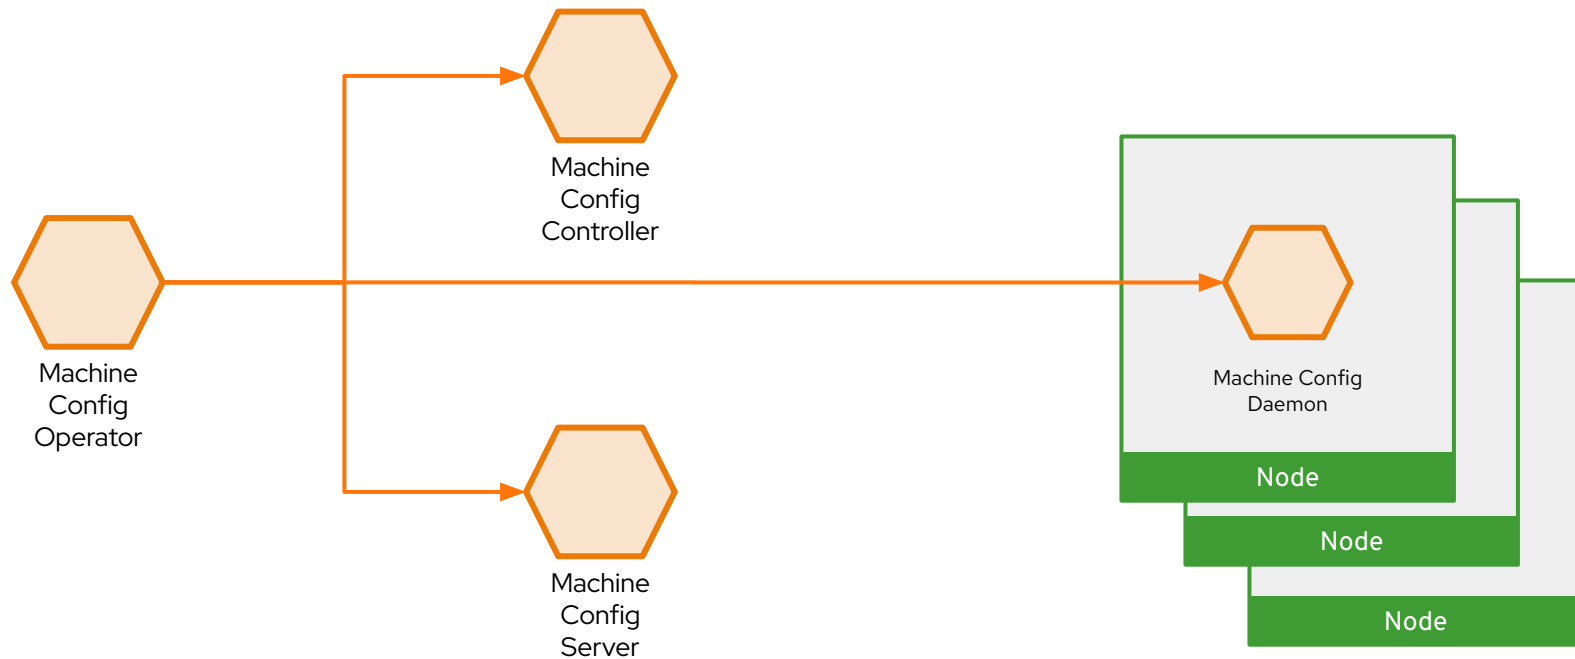 Machine
Config
Controller
Machine
Config
Operator
Machine Config
Daemon
Node
Node
Machine
Config
Server
Node